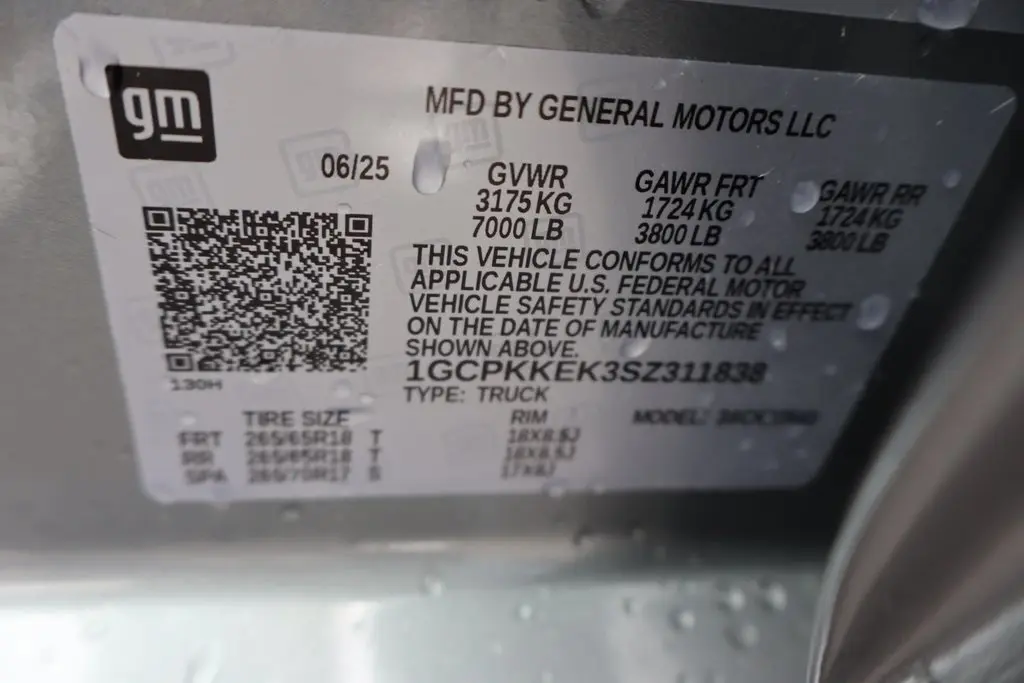 gm
MFD BY GENERAL MOTORS LLC
06/25
GVWR GAWR FRT GAWR RR
3175 KG 1724 KG 1724 KG
7000 LB 3800 LB 3800 LB
THIS VEHICLE CONFORMS TO ALL
APPLICABLE U.S. FEDERAL MOTOR
VEHICLE SAFETY STANDARDS IN EFFECT
ON THE DATE OF MANUFACTURE
SHOWN ABOVE.
1GCPKKEK3SZ311838
130H
TYPE: TRUCK
TIRE SIZE RIM MODEL:
FRT 265/65R18 T 18X8.5J
RR 265/65R18 T 18X8.5J
SPA 265/70R17 S 17X8J